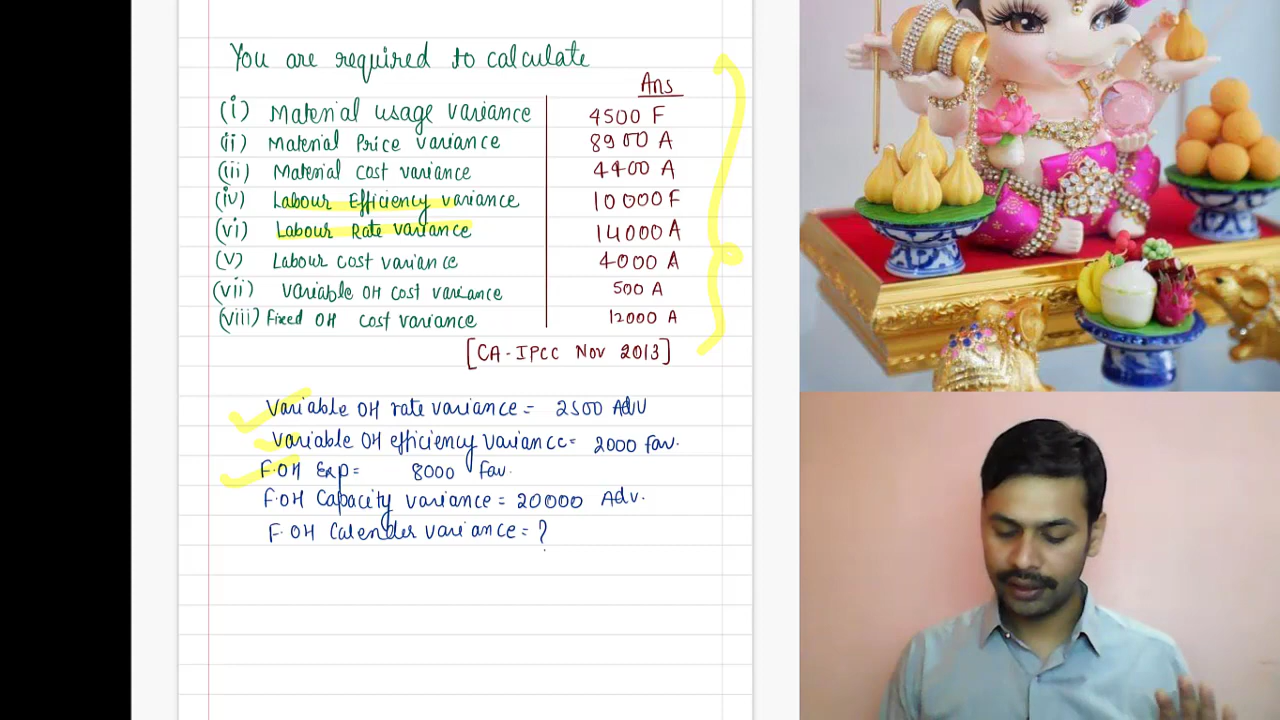 You are required to calculate
Ans
(i) Material usage variance 4500 F
(ii) Material Price variance 8900 A
(iii) Material cost variance 4400 A
(iv) Labour Efficiency variance 10000 F
(vi) Labour Rate variance 14000 A
(v) Labour cost variance 4000 A
(vii) Variable OH cost variance 500 A
(viii) Fixed OH cost variance 12000 A
[CA-IPCC Nov 2013]
Variable OH rate variance = 2500 Adv
Variable OH efficiency variance = 2000 fav.
F.OH Exp = 8000 fav.
F.OH Capacity variance = 20000 Adv.
F.OH Calender variance = ?